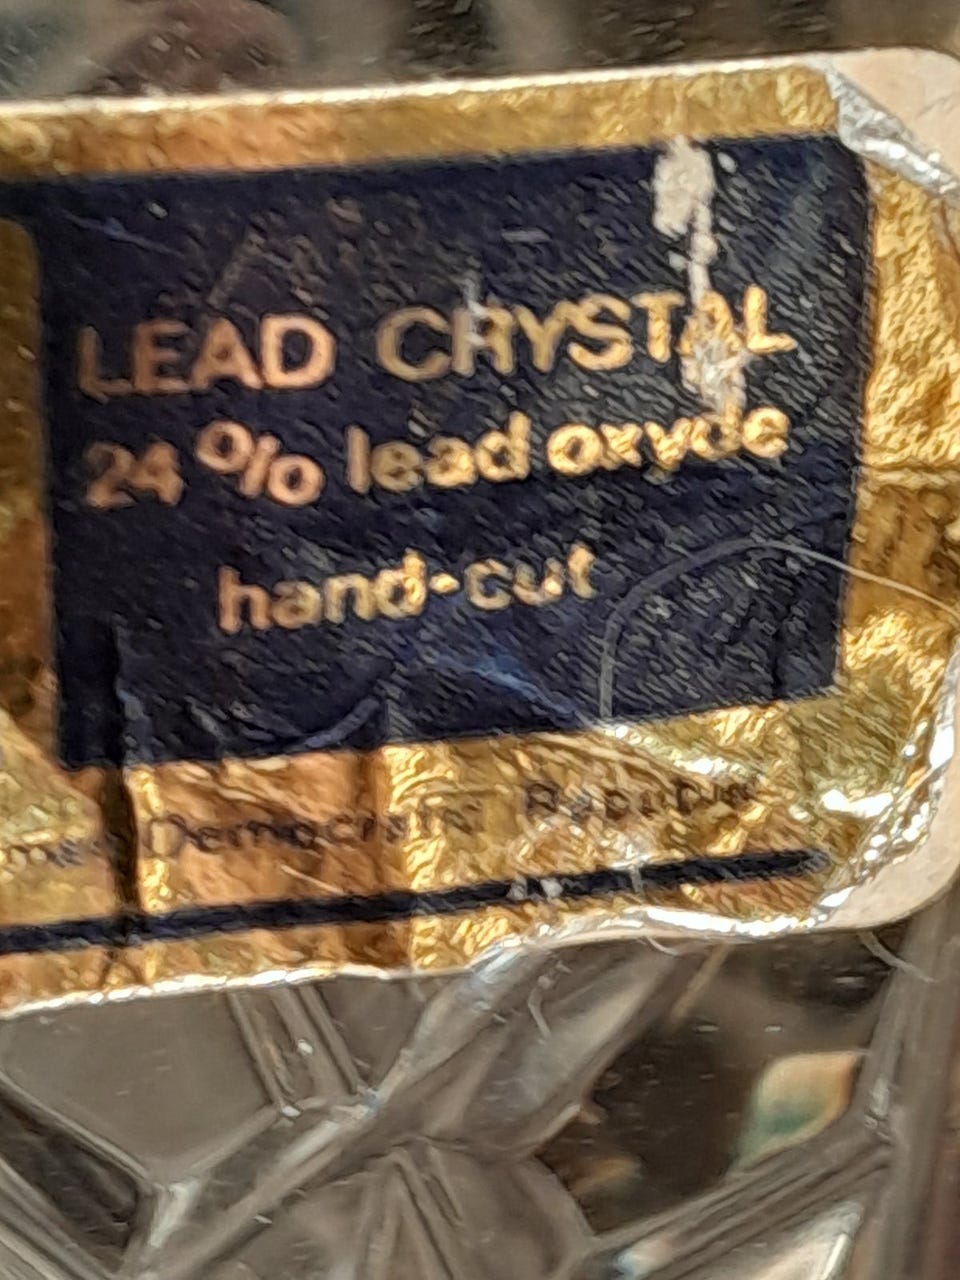 LEAD CRYSTAL
24% lead oxyde
hand-cut
Democratic Republic